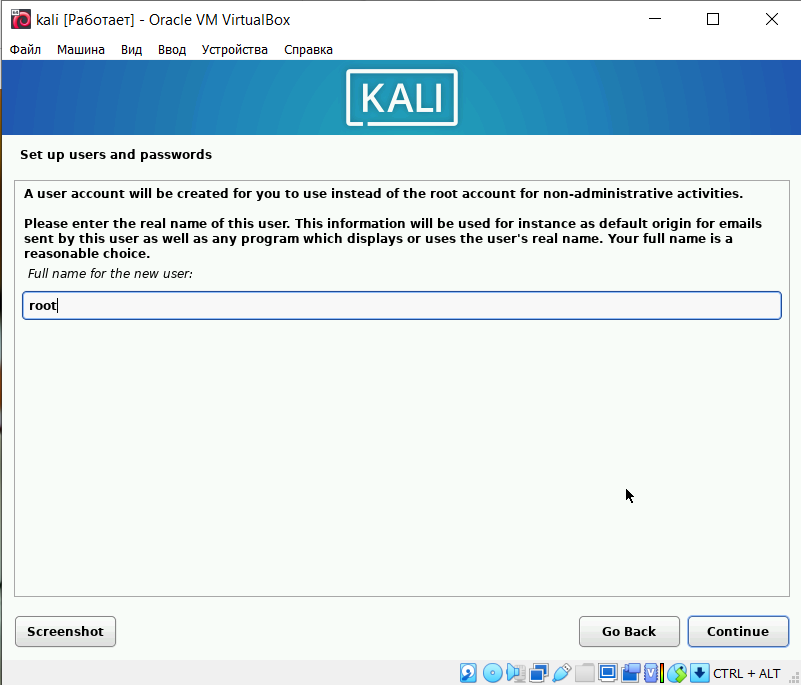 kali [Работает] - Oracle VM VirtualBox
Файл Машина Вид Ввод Устройства Справка
KALI
Set up users and passwords
A user account will be created for you to use instead of the root account for non-administrative activities.
Please enter the real name of this user. This information will be used for instance as default origin for emails
sent by this user as well as any program which displays or uses the user's real name. Your full name is a
reasonable choice.
Full name for the new user:
root
Screenshot Go Back Continue
CTRL + ALT